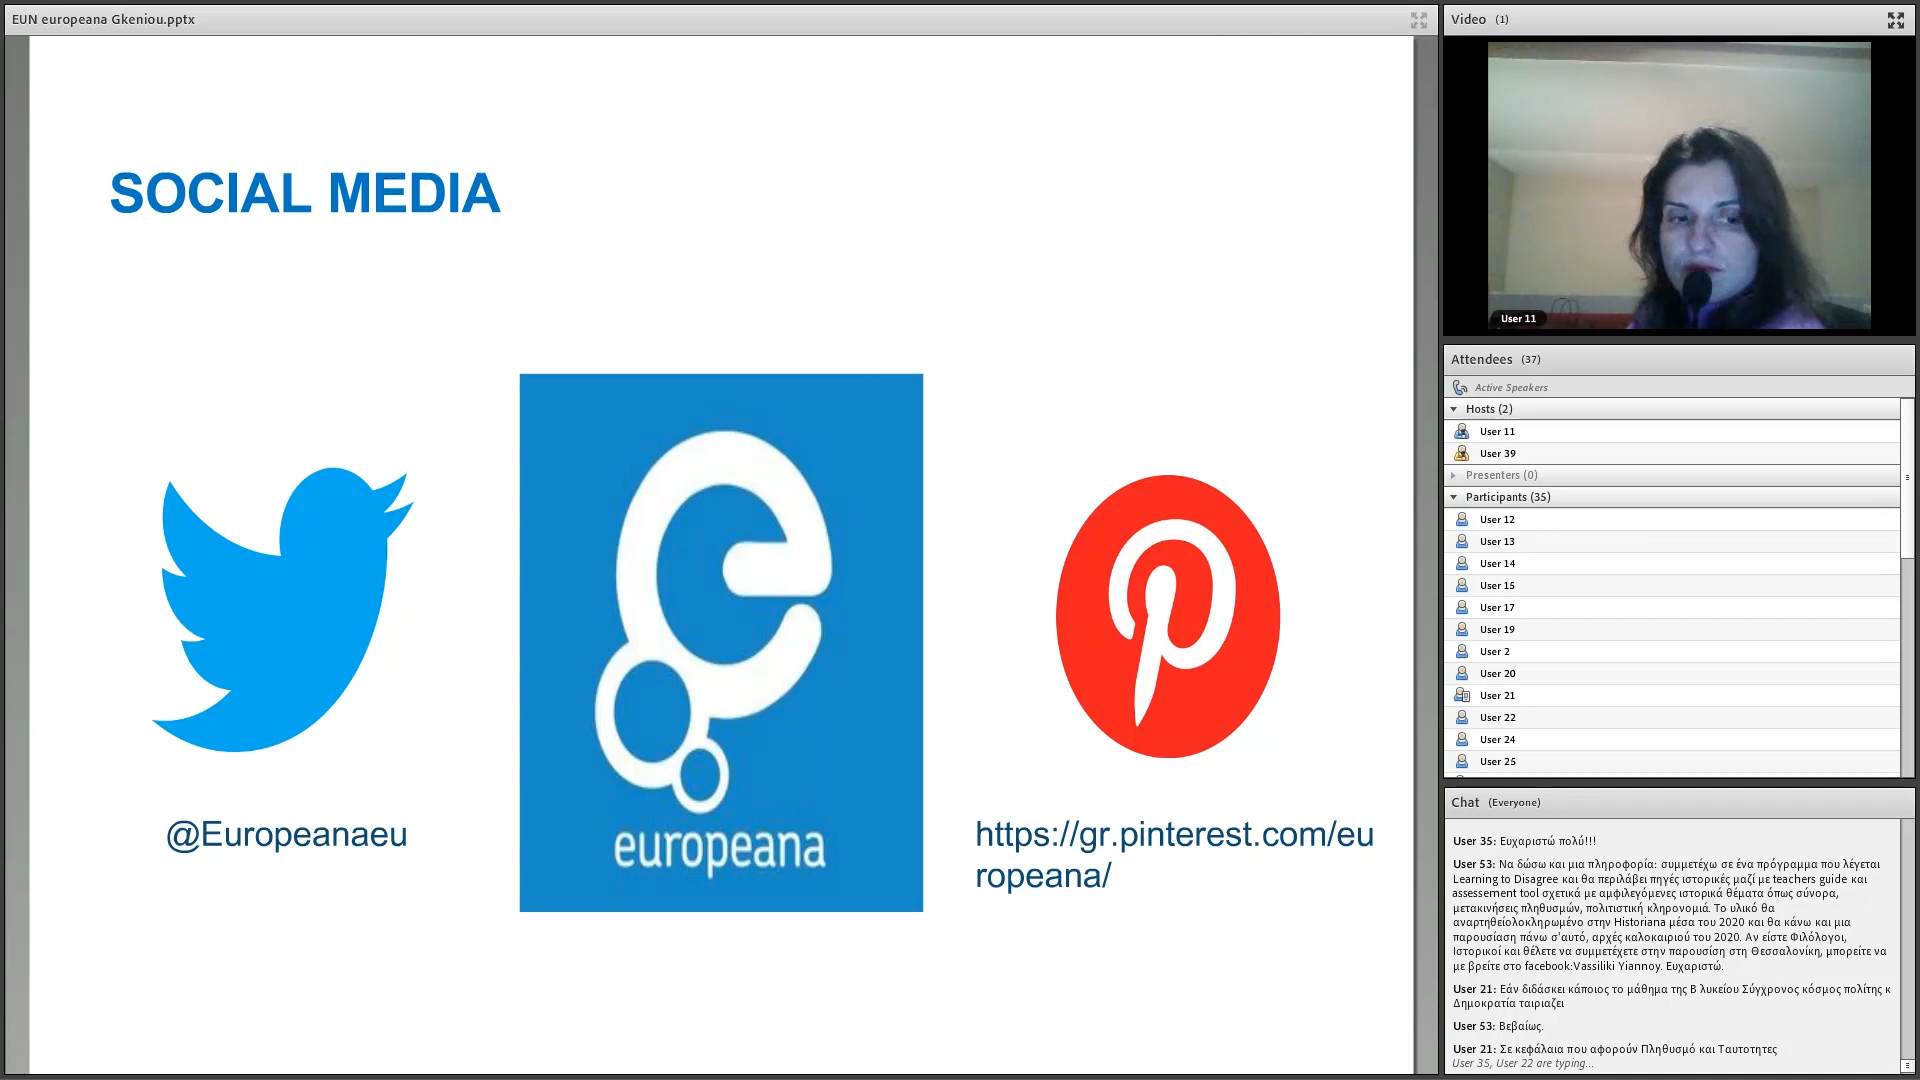 EUN europeana Gkeniou.pptx
SOCIAL MEDIA
@Europeanaeu
europeana
https://gr.pinterest.com/eu
ropeana/
Video (1)
User 11
Attendees (37)
Active Speakers
Hosts (2)
User 11
User 39
Presenters (0)
Participants (35)
User 12
User 13
User 14
User 15
User 17
User 19
User 2
User 20
User 21
User 22
User 24
User 25
Chat (Everyone)
User 35: Ευχαριστώ πολύ!!!
User 53: Να δώσω και μια πληροφορία: συμμετέχω σε ένα πρόγραμμα που λέγεται
Learning to Disagree και θα περιλάβει πηγές ιστορικές μαζί με teachers guide και
assessement tool σχετικά με αμφιλεγόμενες ιστορικά θέματα όπως σύνορα,
μετακινήσεις πληθυσμών, πολιτιστική κληρονομιά. Το υλικό θα
αναρτηθείολοκληρωμένο στην Historiana μέσα του 2020 και θα κάνω και μια
παρουσίαση πάνω σ'αυτό, αρχές καλοκαιριού του 2020. Αν είστε Φιλόλογοι,
Ιστορικοί και θέλετε να συμμετέχετε στην παρουσίση στη Θεσσαλονίκη, μπορείτε να
με βρείτε στο facebook:Vassiliki Yiannoy. Ευχαριστώ.
User 21: Εάν διδάσκει κάποιος το μάθημα της Β λυκείου Σύγχρονος κόσμος πολίτης κ
Δημοκρατία ταιριαζει
User 53: Βεβαίως.
User 21: Σε κεφάλαια που αφορούν Πληθυσμό και Ταυτοτητες
User 35, User 22 are typing...